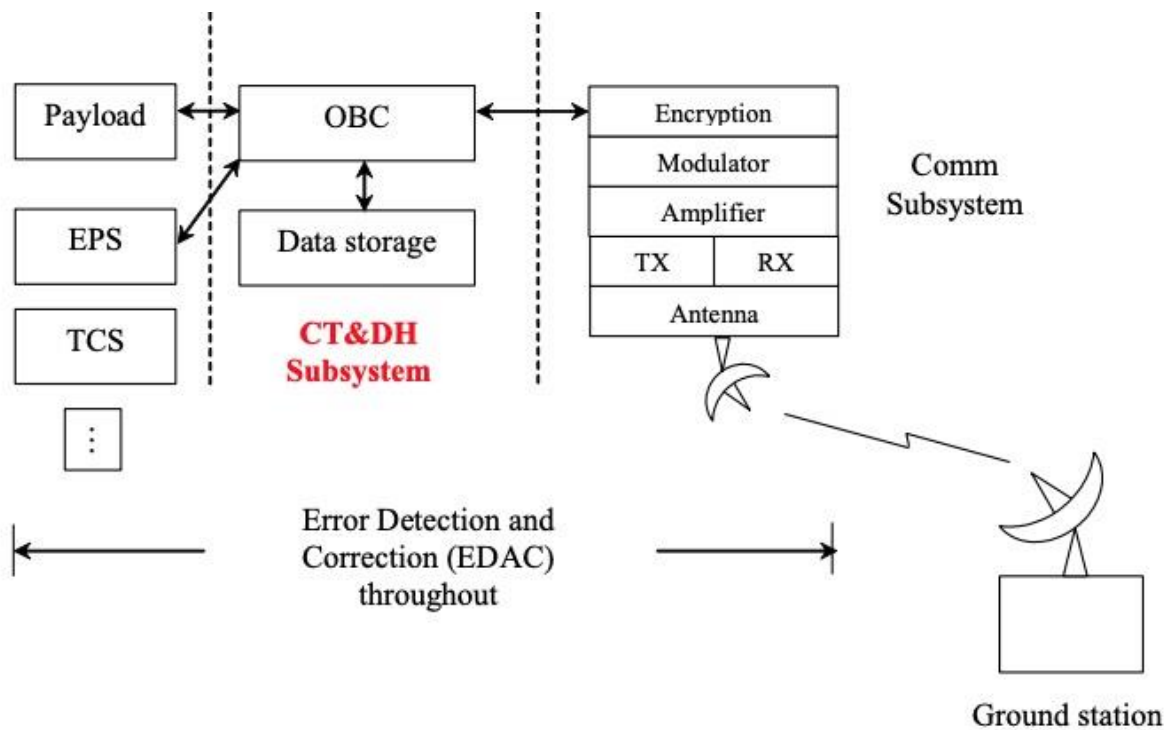 Payload
OBC
Encryption
Modulator
Amplifier
TX
RX
Antenna
Comm
Subsystem
EPS
Data storage
TCS
CT&DH
Subsystem
⋮
Error Detection and
Correction (EDAC)
throughout
Ground station